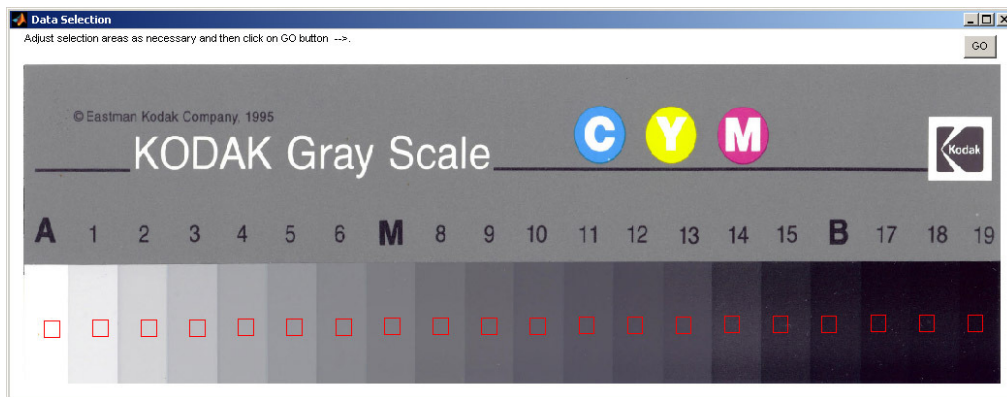 Data Selection
Adjust selection areas as necessary and then click on GO button -->.
GO
© Eastman Kodak Company, 1995
KODAK Gray Scale
C Y M
Kodak
A 1 2 3 4 5 6 M 8 9 10 11 12 13 14 15 B 17 18 19